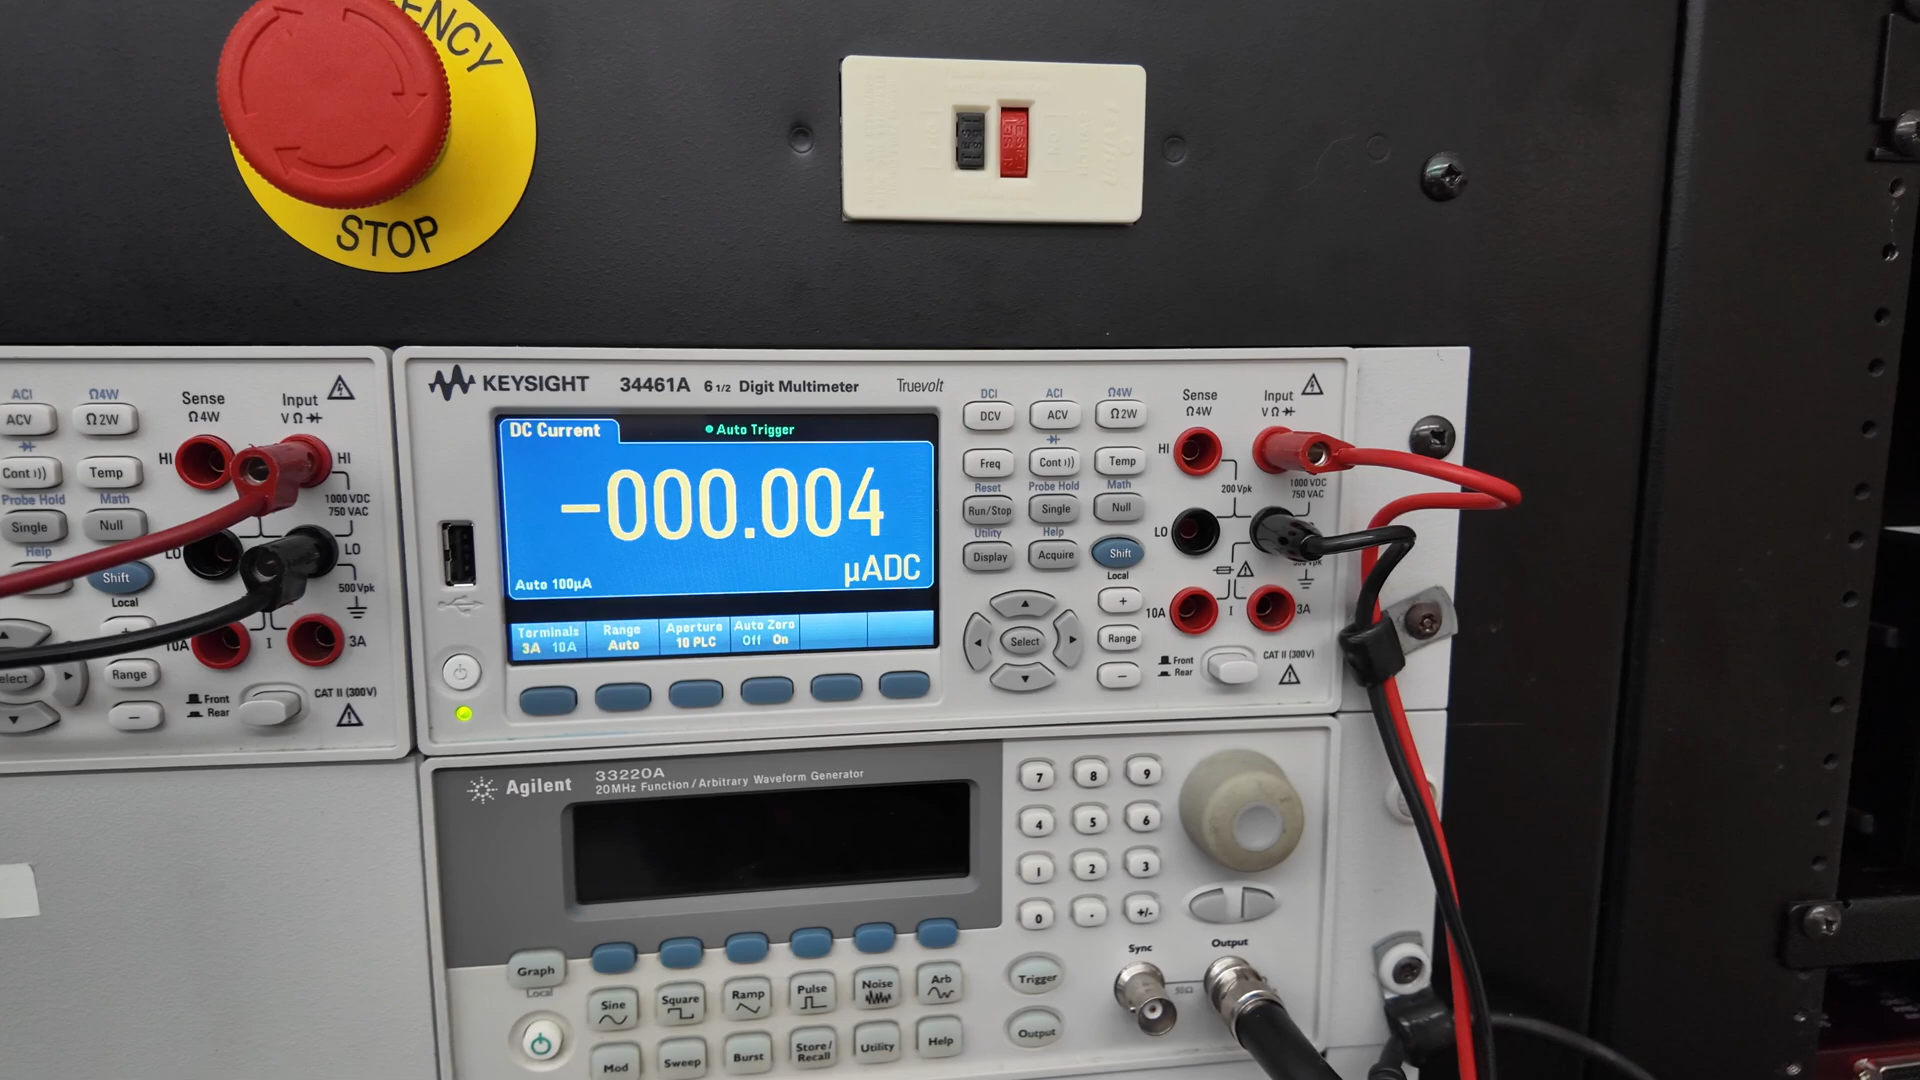 ENCY
STOP
ACI
Ω4W
ACV
Ω2W
Cont
Temp
Probe Hold
Math
Single
Null
Help
Shift
Local
Sense
Ω4W
Input
V Ω
HI
HI
1000 VDC
750 VAC
LO
LO
500 Vpk
10A
I
3A
Range
Select
+
−
Front
Rear
CAT II (300V)
KEYSIGHT 34461A 6 1/2 Digit Multimeter Truevolt
DC Current
Auto Trigger
−000.004
µADC
Auto 100µA
Terminals
3A 10A
Range
Auto
Aperture
10 PLC
Auto Zero
Off On
DCI
ACI
Ω4W
DCV
ACV
Ω2W
Freq
Cont
Temp
Reset
Probe Hold
Math
Run/Stop
Single
Null
Utility
Help
Display
Acquire
Shift
Local
+
Select
Range
−
Sense
Ω4W
Input
V Ω
HI
200 Vpk
1000 VDC
750 VAC
LO
500 Vpk
10A
I
3A
Front
Rear
CAT II (300V)
Agilent
33220A
20MHz Function / Arbitrary Waveform Generator
7 8 9
4 5 6
1 2 3
0 . +/-
Graph
Local
Sine
Square
Ramp
Pulse
Noise
Arb
Mod
Sweep
Burst
Store/
Recall
Utility
Help
Trigger
Output
Sync
Output
50Ω